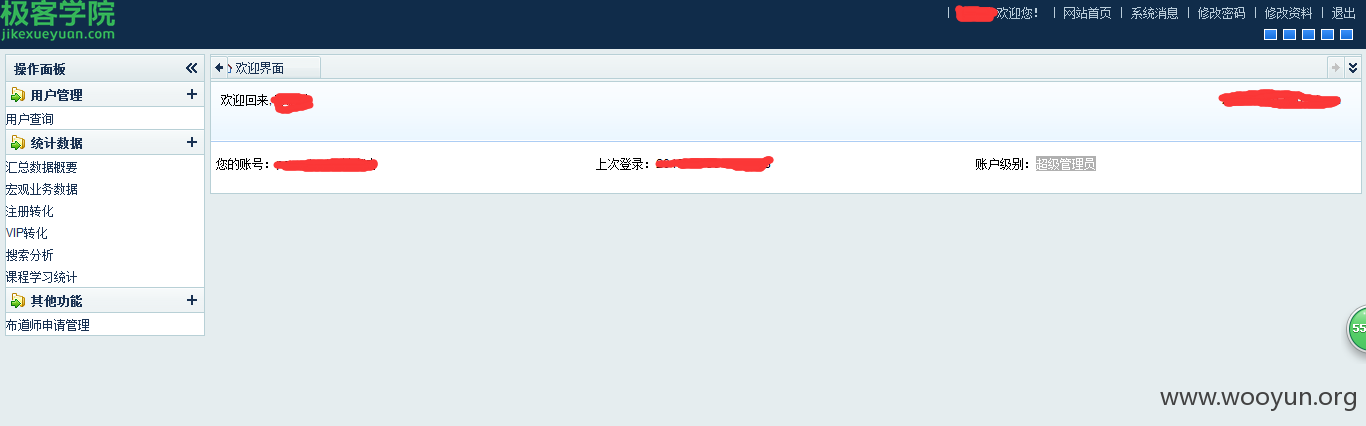 极客学院
jikexueyuan.com
| 欢迎您! | 网站首页 | 系统消息 | 修改密码 | 修改资料 | 退出
操作面板
欢迎界面
用户管理
用户查询
统计数据
汇总数据概要
宏观业务数据
注册转化
VIP转化
搜索分析
课程学习统计
其他功能
布道师申请管理
欢迎回来
您的账号: 上次登录: 账户级别: 超级管理员
55
www.wooyun.org